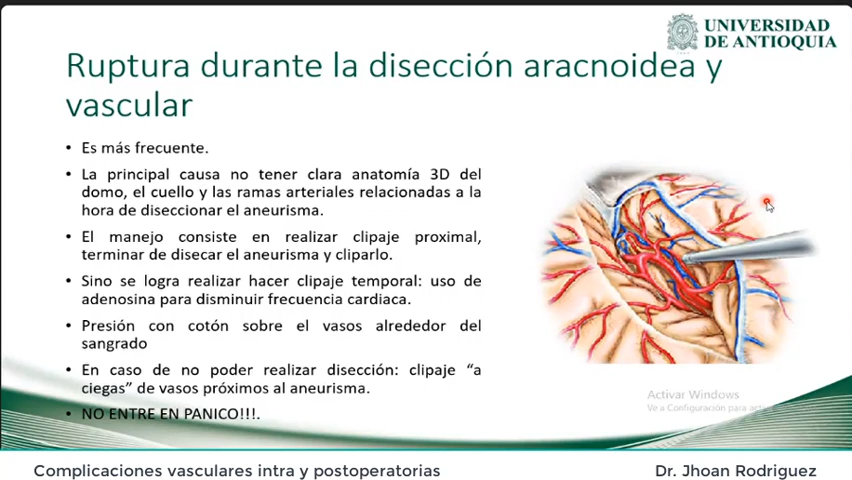 UNIVERSIDAD
DE ANTIOQUIA
Ruptura durante la disección aracnoidea y
vascular
• Es más frecuente.
• La principal causa no tener clara anatomía 3D del
domo, el cuello y las ramas arteriales relacionadas a la
hora de diseccionar el aneurisma.
• El manejo consiste en realizar clipaje proximal,
terminar de disecar el aneurisma y cliparlo.
• Sino se logra realizar hacer clipaje temporal: uso de
adenosina para disminuir frecuencia cardiaca.
• Presión con cotón sobre el vasos alrededor del
sangrado
• En caso de no poder realizar disección: clipaje “a
ciegas” de vasos próximos al aneurisma.
• NO ENTRE EN PANICO!!!.
Activar Windows
Ve a Configuración para
Complicaciones vasculares intra y postoperatorias
Dr. Jhoan Rodriguez